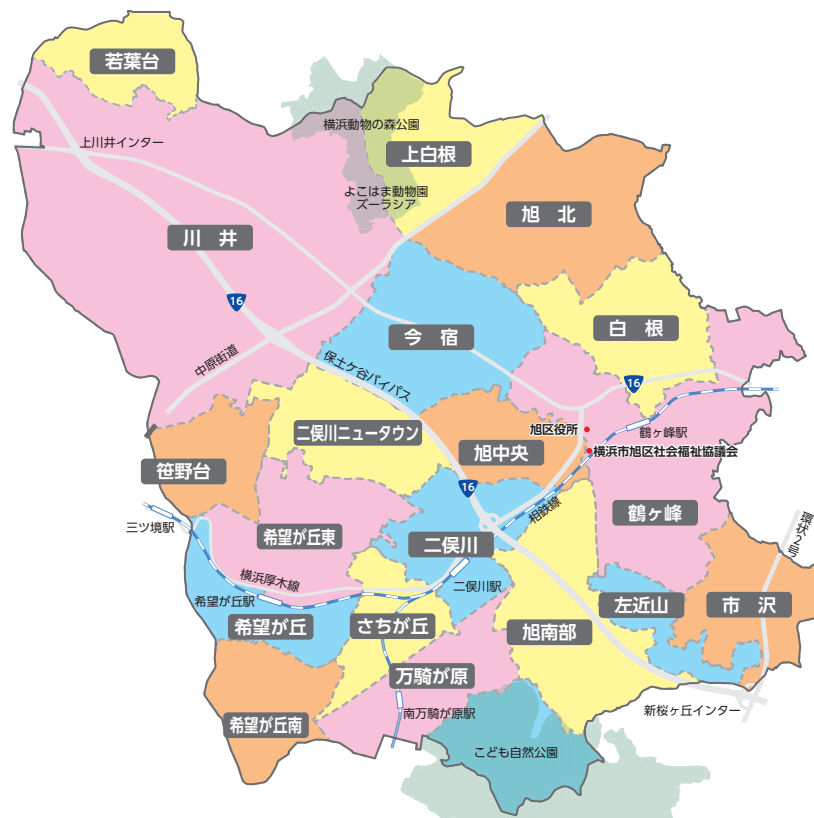 若葉台
横浜動物の森公園
上川井インター
上白根
よこはま動物園
ズーラシア
旭 北
川 井
16
今 宿
白 根
中原街道
保土ケ谷バイパス
16
二俣川ニュータウン
旭区役所
鶴ヶ峰駅
旭中央
横浜市旭区社会福祉協議会
笹野台
16
相鉄線
鶴ヶ峰
環状2号
三ツ境駅
希望が丘東
二俣川
横浜厚木線
二俣川駅
希望が丘駅
左近山
市 沢
希望が丘
さちが丘
旭南部
万騎が原
新桜ヶ丘インター
希望が丘南
南万騎が原駅
こども自然公園